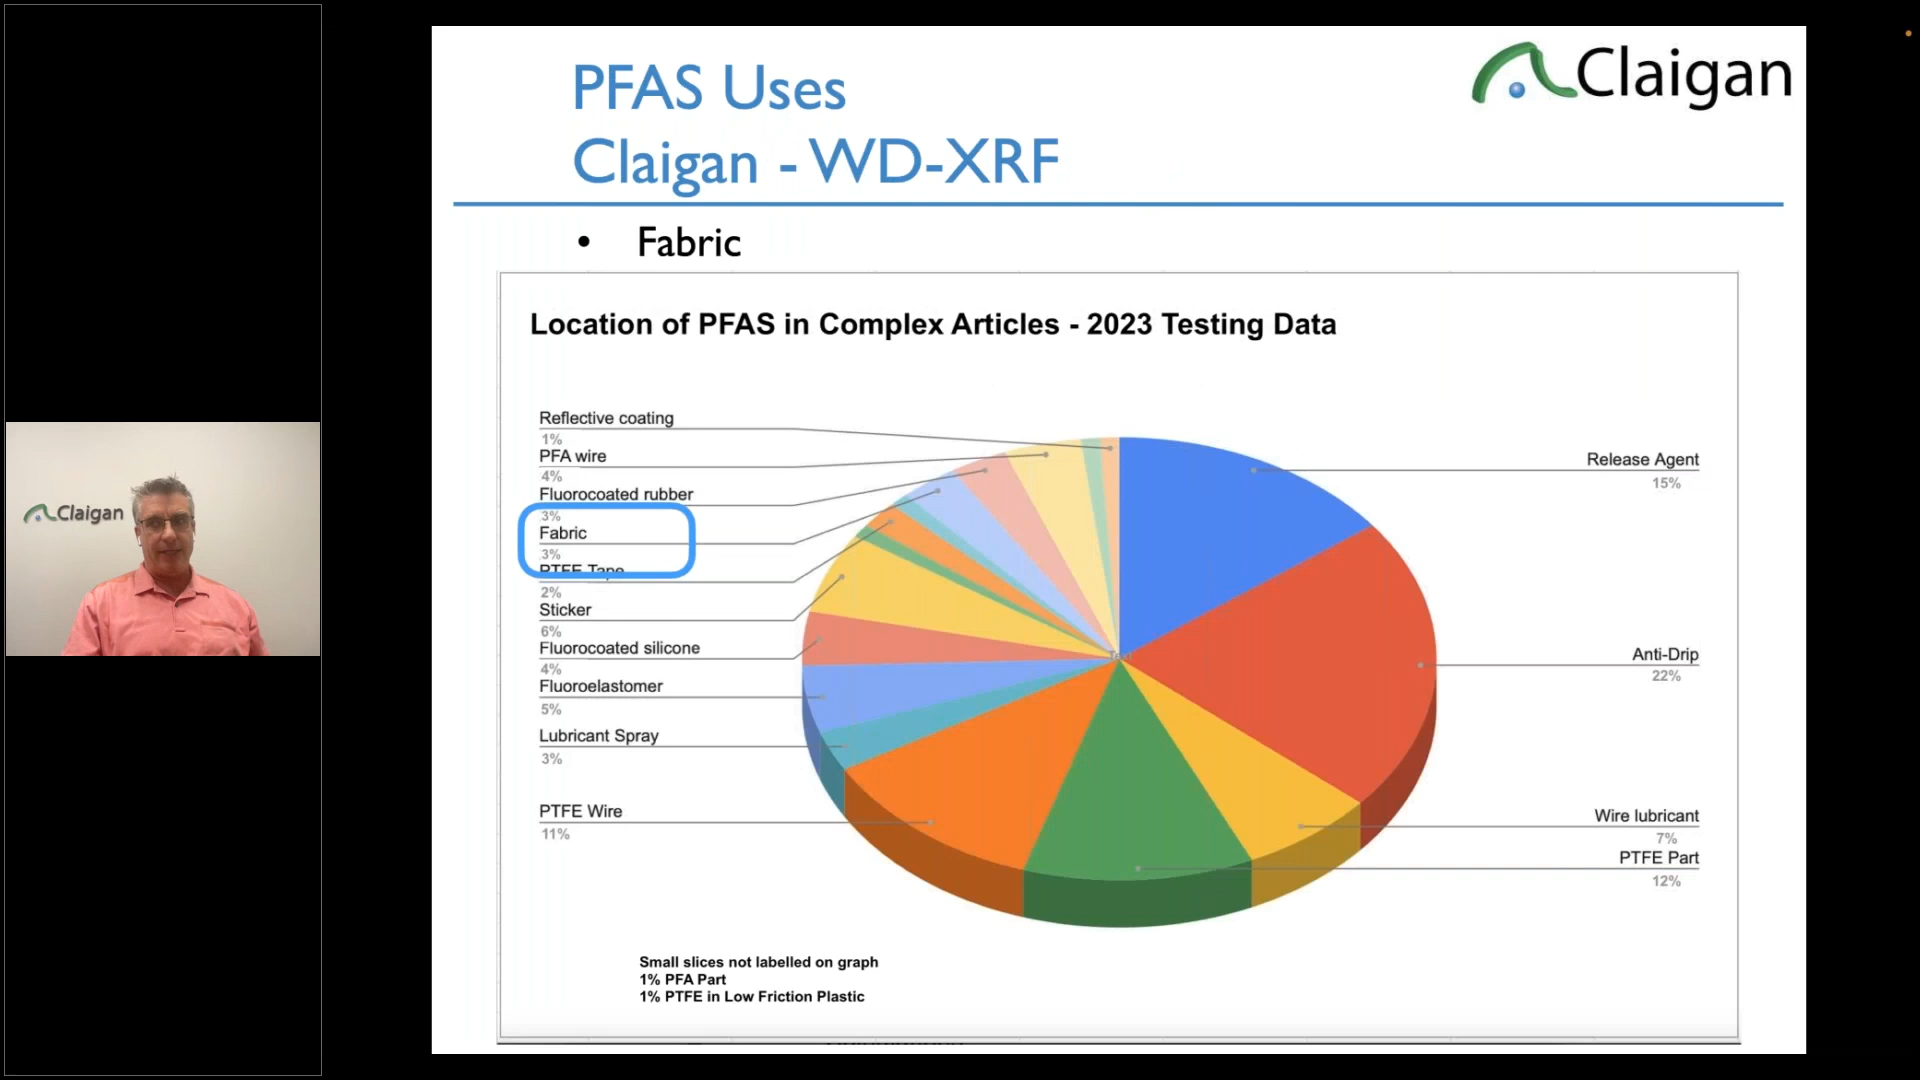 PFAS Uses
Claigan - WD-XRF
Claigan
• Fabric
Location of PFAS in Complex Articles - 2023 Testing Data
Reflective coating
1%
PFA wire
4%
Fluorocoated rubber
3%
Fabric
3%
PTFE Tape
2%
Sticker
6%
Fluorocoated silicone
4%
Fluoroelastomer
5%
Lubricant Spray
3%
PTFE Wire
11%
Release Agent
15%
Anti-Drip
22%
Wire lubricant
7%
PTFE Part
12%
Text
Small slices not labelled on graph
1% PFA Part
1% PTFE in Low Friction Plastic
Claigan